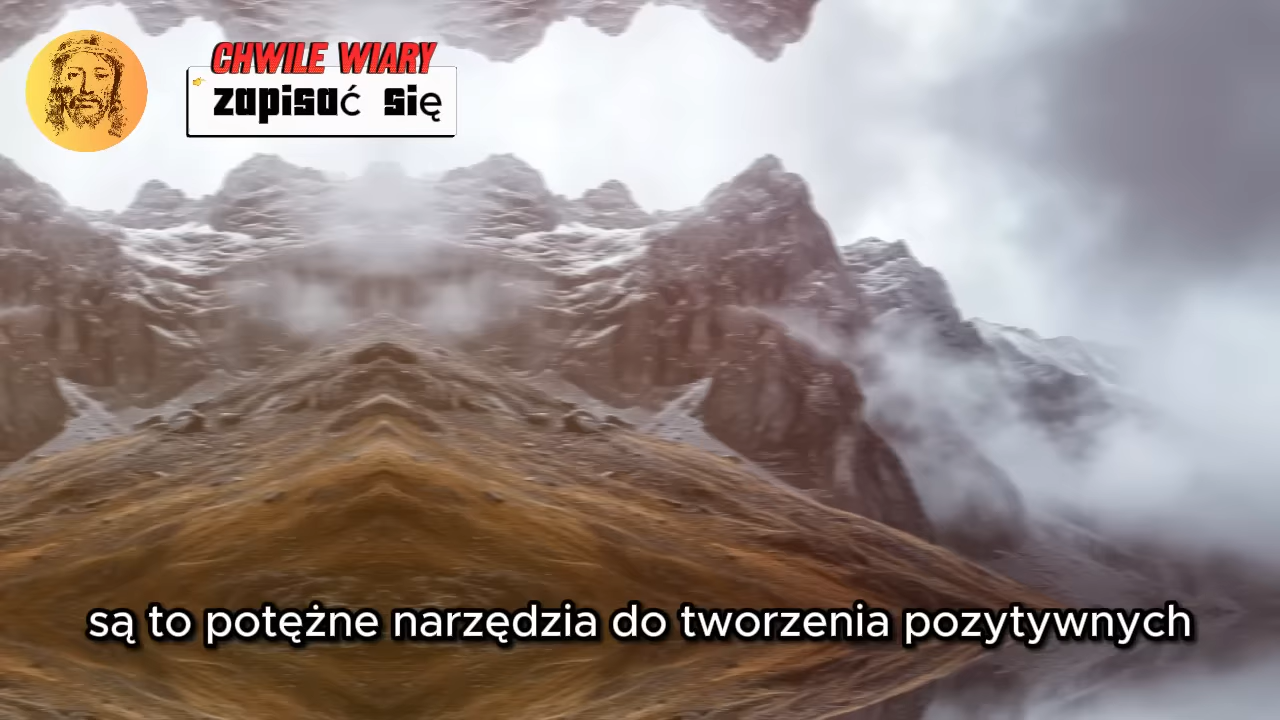 CHWILE WIARY
zapisać się
są to potężne narzędzia do tworzenia pozytywnych